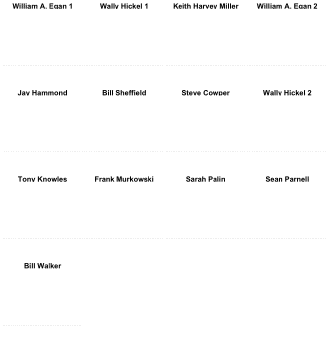 William A. Egan 1 Wally Hickel 1 Keith Harvey Miller William A. Egan 2
Jay Hammond Bill Sheffield Steve Cowper Wally Hickel 2
Tony Knowles Frank Murkowski Sarah Palin Sean Parnell
Bill Walker